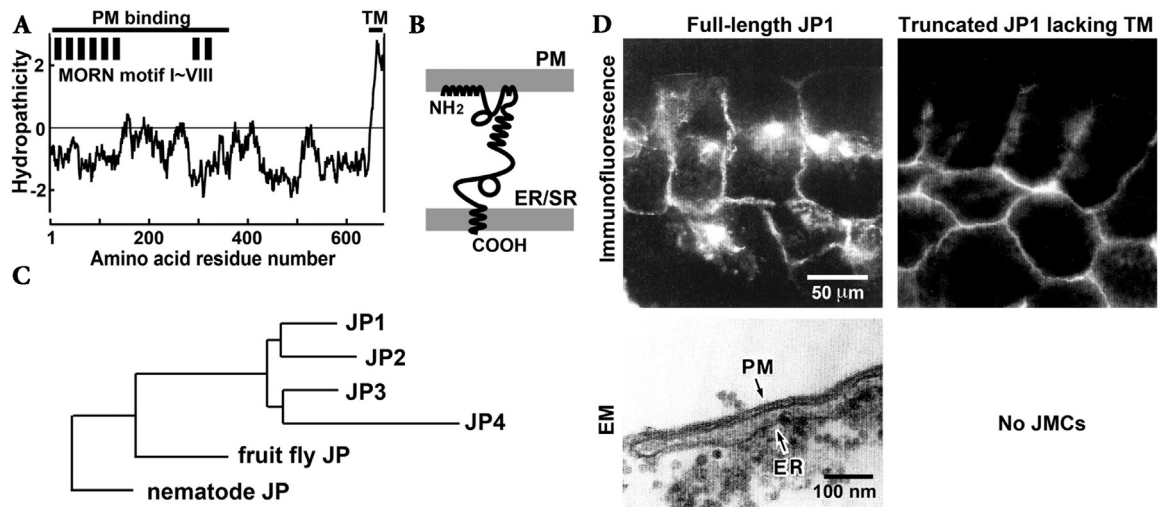 A
PM binding
TM
MORN motif I~VIII
Hydropathicity
2
0
-2
1
200
400
600
Amino acid residue number
B
PM
NH2
ER/SR
COOH
C
JP1
JP2
JP3
JP4
fruit fly JP
nematode JP
D
Full-length JP1
Truncated JP1 lacking TM
Immunofluorescence
50 μm
EM
PM
ER
100 nm
No JMCs